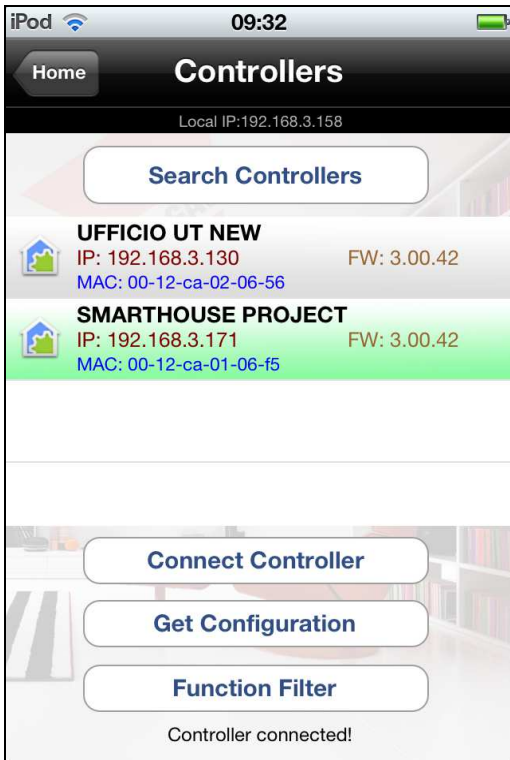 iPod 09:32
Home Controllers
Local IP:192.168.3.158
Search Controllers
UFFICIO UT NEW
IP: 192.168.3.130 FW: 3.00.42
MAC: 00-12-ca-02-06-56
SMARTHOUSE PROJECT
IP: 192.168.3.171 FW: 3.00.42
MAC: 00-12-ca-01-06-f5
Connect Controller
Get Configuration
Function Filter
Controller connected!